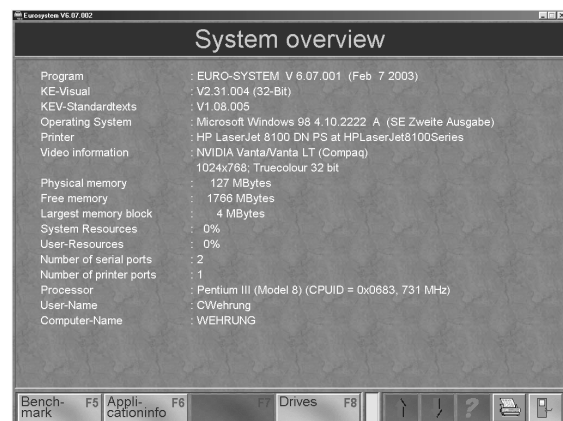 Eurosystem V6.07.002
System overview
Program : EURO-SYSTEM V 6.07.001 (Feb 7 2003)
KE-Visual : V2.31.004 (32-Bit)
KEV-Standardtexts : V1.08.005
Operating System : Microsoft Windows 98 4.10.2222 A (SE Zweite Ausgabe)
Printer : HP LaserJet 8100 DN PS at HPLaserJet8100Series
Video information : NVIDIA Vanta/Vanta LT (Compaq)
1024x768; Truecolour 32 bit
Physical memory : 127 MBytes
Free memory : 1766 MBytes
Largest memory block : 4 MBytes
System Resources : 0%
User-Resources : 0%
Number of serial ports : 2
Number of printer ports : 1
Processor : Pentium III (Model 8) (CPUID = 0x0683, 731 MHz)
User-Name : CWehrung
Computer-Name : WEHRUNG
Bench- F5 Appli- F6 F7 Drives F8 ?
mark cationinfo